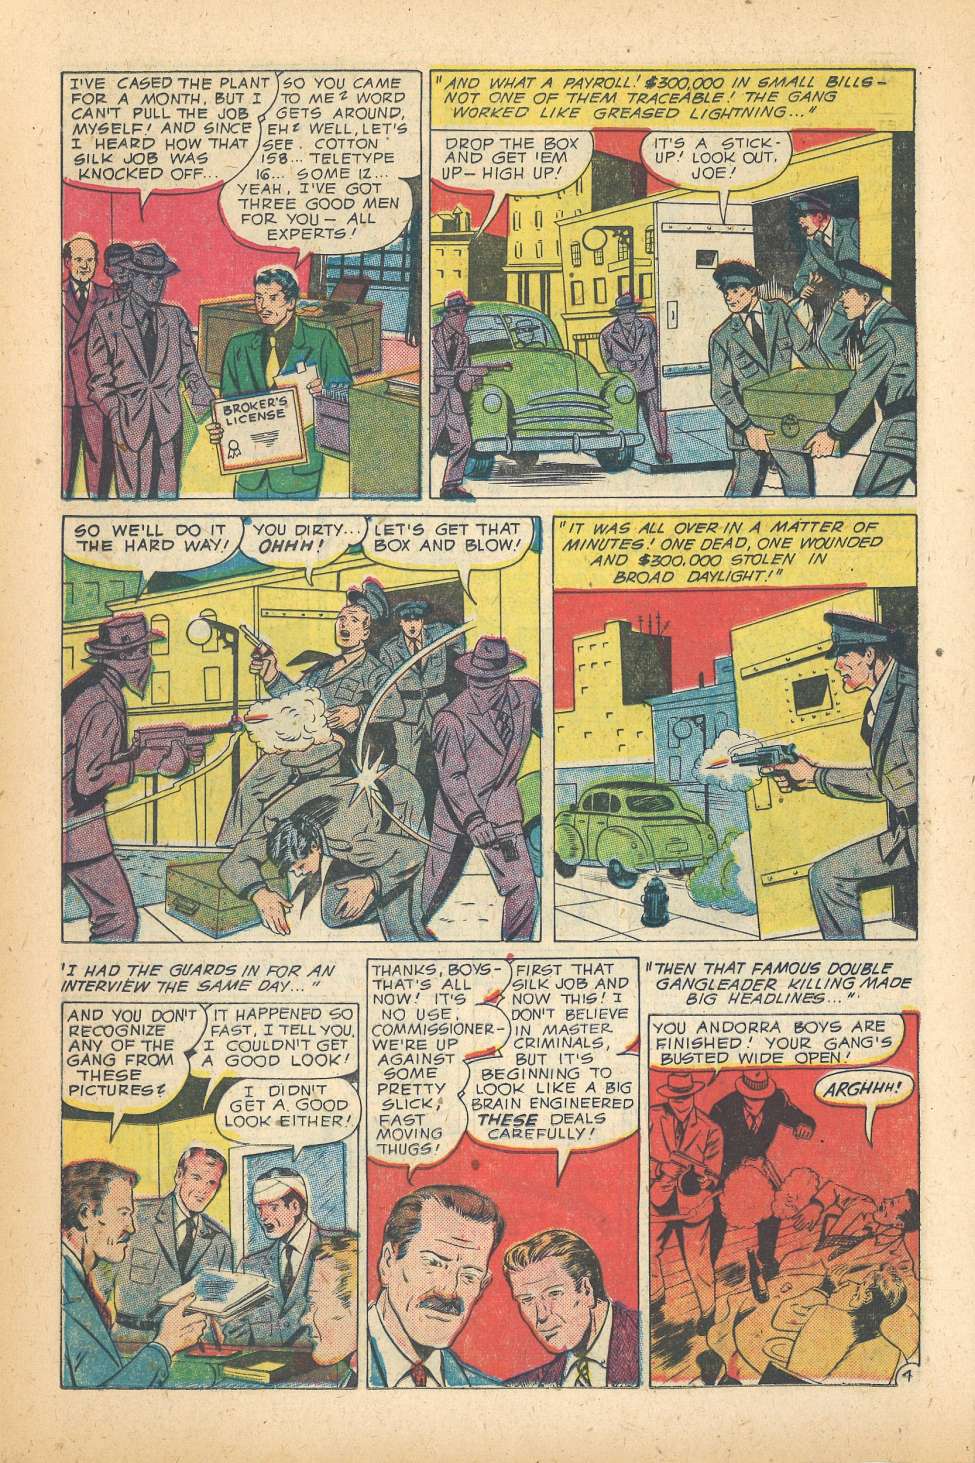 I'VE CASED THE PLANT
FOR A MONTH, BUT I
CAN'T PULL THE JOB
MYSELF! AND SINCE
I HEARD HOW THAT
SILK JOB WAS
KNOCKED OFF...
SO YOU CAME
TO ME? WORD
GETS AROUND,
EH? WELL, LET'S
SEE. COTTON
158... TELETYPE
16... SOME 12...
YEAH, I'VE GOT
THREE GOOD MEN
FOR YOU — ALL
EXPERTS!
BROKER'S
LICENSE
"AND WHAT A PAYROLL! $300,000 IN SMALL BILLS —
NOT ONE OF THEM TRACEABLE! THE GANG
WORKED LIKE GREASED LIGHTNING..."
DROP THE BOX
AND GET 'EM
UP — HIGH UP!
IT'S A STICK-
UP! LOOK OUT,
JOE!
SO WE'LL DO IT
THE HARD WAY!
YOU DIRTY...
OHHH!
LET'S GET THAT
BOX AND BLOW!
"IT WAS ALL OVER IN A MATTER OF
MINUTES! ONE DEAD, ONE WOUNDED
AND $300,000 STOLEN IN
BROAD DAYLIGHT!"
"I HAD THE GUARDS IN FOR AN
INTERVIEW THE SAME DAY..."
AND YOU DON'T
RECOGNIZE
ANY OF THE
GANG FROM
THESE
PICTURES?
IT HAPPENED SO
FAST, I TELL YOU,
I COULDN'T GET
A GOOD LOOK!
I DIDN'T
GET A GOOD
LOOK EITHER!
THANKS, BOYS —
THAT'S ALL
NOW! IT'S
NO USE,
COMMISSIONER —
WE'RE UP
AGAINST
SOME
PRETTY
SLICK,
FAST
MOVING
THUGS!
FIRST THAT
SILK JOB AND
NOW THIS! I
DON'T BELIEVE
IN MASTER
CRIMINALS,
BUT IT'S
BEGINNING TO
LOOK LIKE A BIG
BRAIN ENGINEERED
THESE DEALS
CAREFULLY!
"THEN THAT FAMOUS DOUBLE
GANGLEADER KILLING MADE
BIG HEADLINES..."
YOU ANDORRA BOYS ARE
FINISHED! YOUR GANG'S
BUSTED WIDE OPEN!
ARGHHH!
4